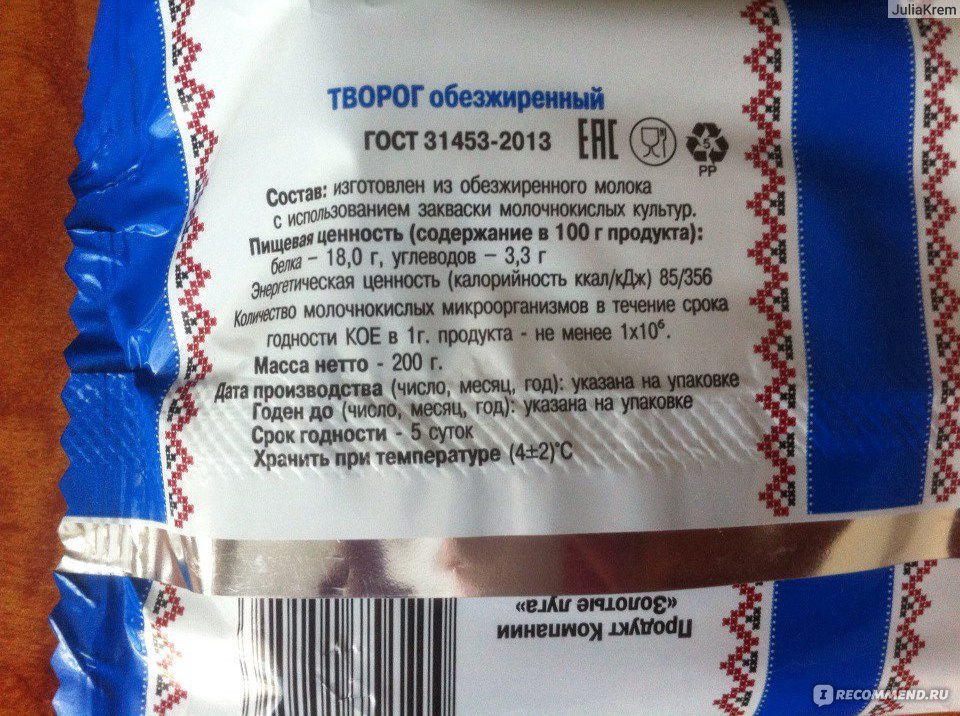 JuliaKrem
ТВОРОГ обезжиренный
ГОСТ 31453-2013 EAC 5 PP
Состав: изготовлен из обезжиренного молока
с использованием закваски молочнокислых культур.
Пищевая ценность (содержание в 100 г продукта):
белка – 18,0 г, углеводов – 3,3 г
Энергетическая ценность (калорийность ккал/кДж) 85/356
Количество молочнокислых микроорганизмов в течение срока
годности КОЕ в 1г. продукта - не менее 1х10⁶.
Масса нетто - 200 г.
Дата производства (число, месяц, год): указана на упаковке
Годен до (число, месяц, год): указана на упаковке
Срок годности - 5 суток
Хранить при температуре (4±2)°С
Продукт Компании
«Золотые луга»
I RECOMMEND.RU